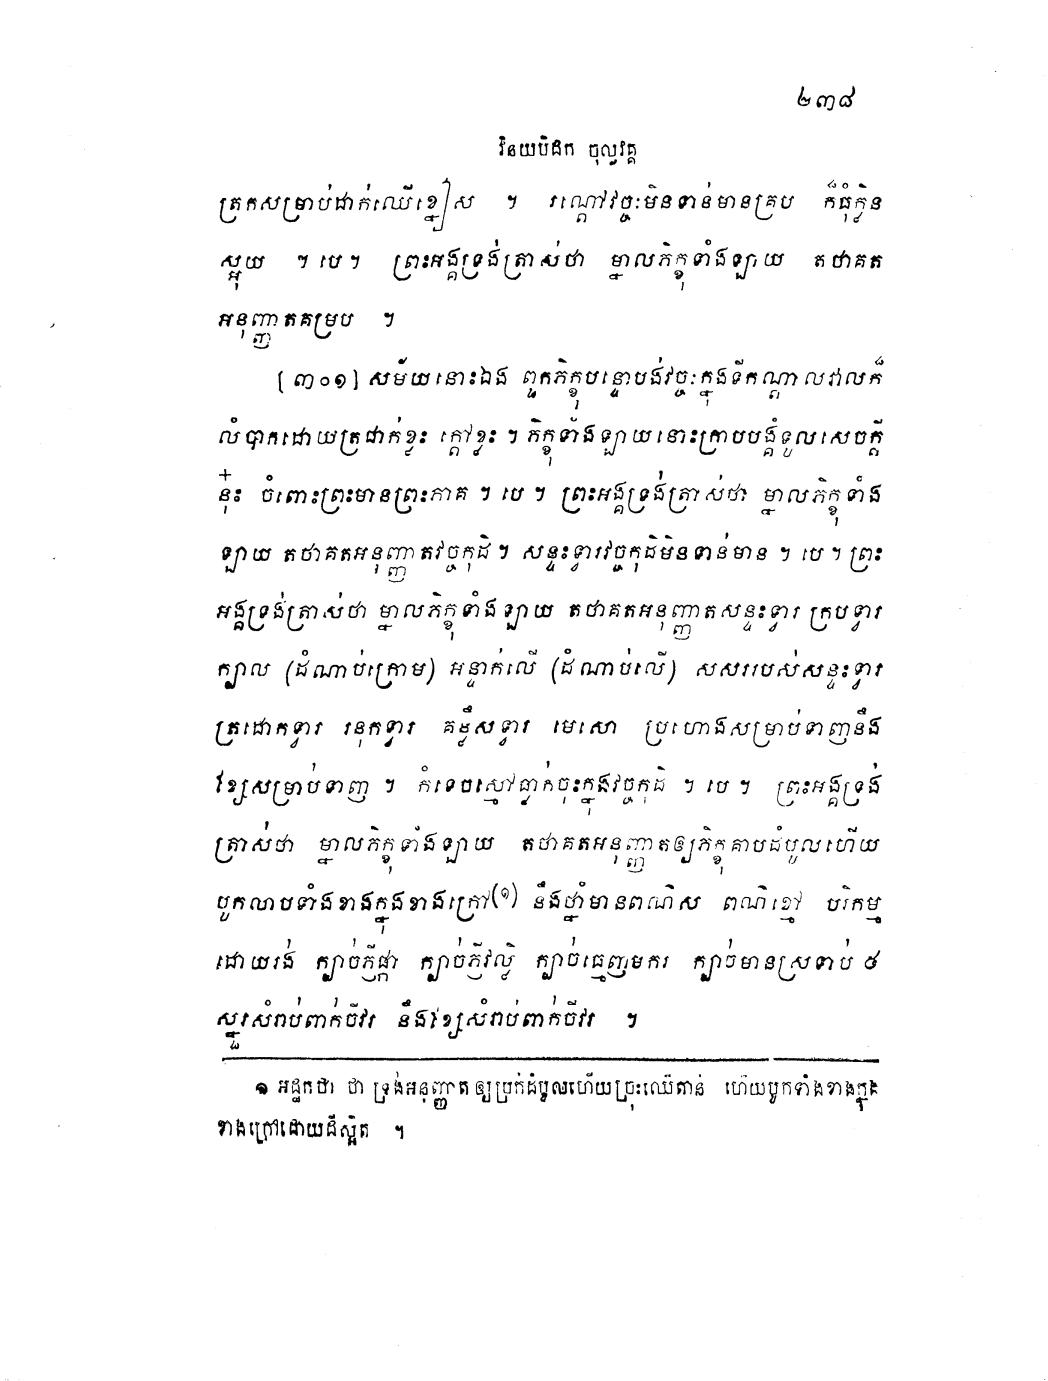 ២៣៨
វិនយបិដក ចុល្លវគ្គ
ត្រកសម្រាប់ដាក់ឈើខ្នៀស ។ រណ្តៅវច្ចៈមិនទាន់មានគ្រប ក៏ធុំក្លិន
ស្អុយ ។ បេ ។ ព្រះអង្គទ្រង់ត្រាស់ថា ម្នាលភិក្ខុទាំងឡាយ តថាគត
អនុញ្ញាតគម្រប ។
[៣០១] សម័យនោះឯង ពួកភិក្ខុបន្ទោបង់វច្ចៈក្នុងទីកណ្តាលវាលក៏
លំបាកដោយត្រជាក់ខ្លះ ក្តៅខ្លះ ។ ភិក្ខុទាំងឡាយនោះក្រាបបង្គំទូលសេចក្តី
នុ៎ះ ចំពោះព្រះមានព្រះភាគ ។ បេ ។ ព្រះអង្គទ្រង់ត្រាស់ថា ម្នាលភិក្ខុទាំង
ឡាយ តថាគតអនុញ្ញាតវច្ចកុដិ ។ សន្ទះទ្វារវច្ចកុដិមិនទាន់មាន ។ បេ ។ ព្រះ
អង្គទ្រង់ត្រាស់ថា ម្នាលភិក្ខុទាំងឡាយ តថាគតអនុញ្ញាតសន្ទះទ្វារ ក្របទ្វារ
ក្បាល (ដំណាប់ក្រោម) អន្ទាក់លើ (ដំណាប់លើ) សសររបស់សន្ទះទ្វារ
ត្រដោកទ្វារ រនុកទ្វារ គន្លឹសទ្វារ មេសោ ប្រហោងសម្រាប់ទាញនឹង
ខ្សែសម្រាប់ទាញ ។ កំទេចស្មៅធ្លាក់ចុះក្នុងវច្ចកុដិ ។ បេ ។ ព្រះអង្គទ្រង់
ត្រាស់ថា ម្នាលភិក្ខុទាំងឡាយ តថាគតអនុញ្ញាតឲ្យភិក្ខុគាបដំបូលហើយ
បូកលាបទាំងខាងក្នុងខាងក្រៅ(១) នឹងថ្នាំមានពណ៌ស ពណ៌ខ្មៅ បរិកម្ម
ដោយរង់ ក្បាច់ភ្ញីផ្កា ក្បាច់ភ្ញីវល្លិ ក្បាច់ធ្មេញមករ ក្បាច់មានស្រទាប់ ៥
ស្នួរសំរាប់ពាក់ចីវរ នឹងខ្សែសំរាប់ពាក់ចីវរ ។
១ អដ្ឋកថា ថា ទ្រង់អនុញ្ញាតឲ្យប្រក់ដំបូលហើយច្រុះឈើតាន់ ហើយបូកទាំងខាងក្នុង
ខាងក្រៅដោយដីស្អិត ។